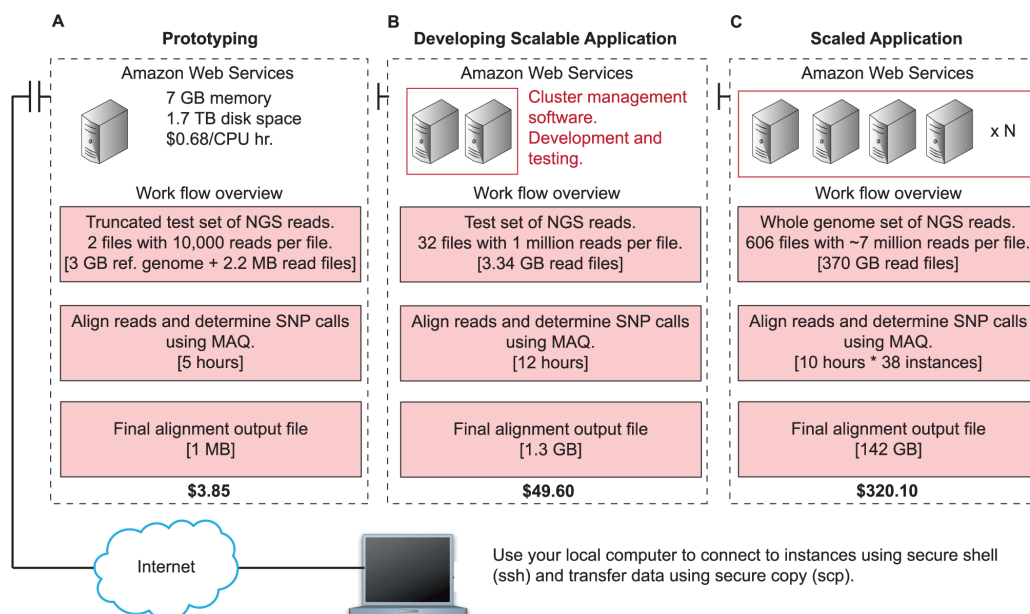 A
Prototyping
Amazon Web Services
7 GB memory
1.7 TB disk space
$0.68/CPU hr.
Work flow overview
Truncated test set of NGS reads.
2 files with 10,000 reads per file.
[3 GB ref. genome + 2.2 MB read files]
Align reads and determine SNP calls
using MAQ.
[5 hours]
Final alignment output file
[1 MB]
$3.85
B
Developing Scalable Application
Amazon Web Services
Cluster management
software.
Development and
testing.
Work flow overview
Test set of NGS reads.
32 files with 1 million reads per file.
[3.34 GB read files]
Align reads and determine SNP calls
using MAQ.
[12 hours]
Final alignment output file
[1.3 GB]
$49.60
C
Scaled Application
Amazon Web Services
x N
Work flow overview
Whole genome set of NGS reads.
606 files with ~7 million reads per file.
[370 GB read files]
Align reads and determine SNP calls
using MAQ.
[10 hours * 38 instances]
Final alignment output file
[142 GB]
$320.10
Internet
Use your local computer to connect to instances using secure shell
(ssh) and transfer data using secure copy (scp).